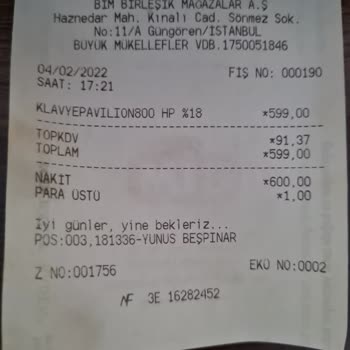 BİM BİRLEŞİK MAĞAZALAR A.Ş
Haznedar Mah. Kınalı Cad. Sönmez Sok.
No:11/A Güngören/İSTANBUL
BÜYÜK MÜKELLEFLER VDB.1750051846
04/02/2022 FİŞ NO: 000190
SAAT: 17:21
KLAVYEPAVILION800 HP %18 *599,00
TOPKDV *91,37
TOPLAM *599,00
NAKİT *600,00
PARA ÜSTÜ *1,00
İyi günler, yine bekleriz...
POS:003,181336-YUNUS BEŞPINAR
Z NO:001756 EKÜ NO:0002
NF 3E 16282452